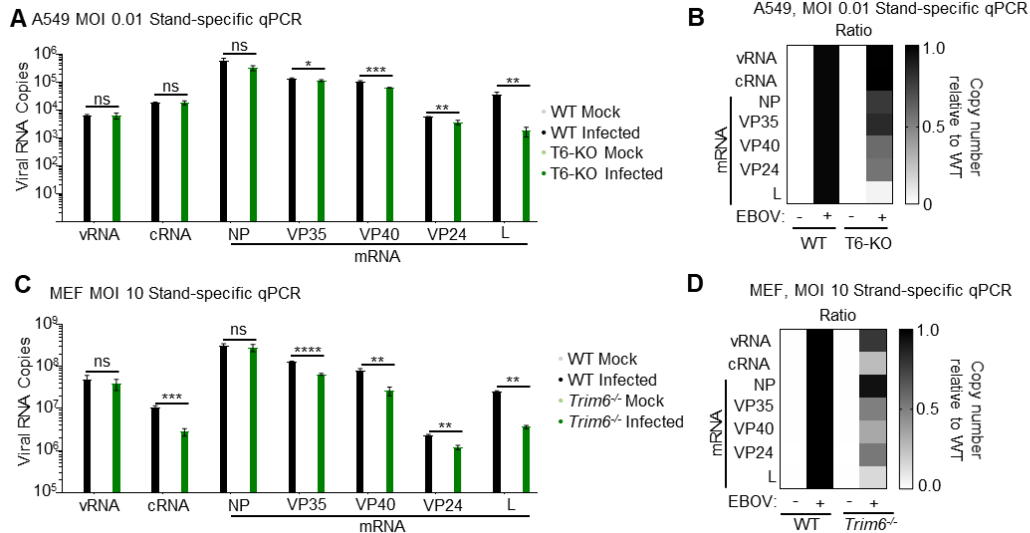 A A549 MOI 0.01 Stand-specific qPCR
Viral RNA Copies
10⁶
10⁵
10⁴
10³
10²
10¹
ns
ns
ns
*
***
**
**
vRNA
cRNA
NP
VP35
VP40
VP24
L
mRNA
WT Mock
WT Infected
T6-KO Mock
T6-KO Infected
B A549, MOI 0.01 Stand-specific qPCR
Ratio
vRNA
cRNA
NP
VP35
VP40
VP24
L
mRNA
EBOV: - + - +
WT T6-KO
1.0
0.5
0
Copy number
relative to WT
C MEF MOI 10 Stand-specific qPCR
Viral RNA Copies
10⁹
10⁸
10⁷
10⁶
10⁵
ns
***
ns
****
**
**
**
vRNA
cRNA
NP
VP35
VP40
VP24
L
mRNA
WT Mock
WT Infected
Trim6⁻/⁻ Mock
Trim6⁻/⁻ Infected
D MEF, MOI 10 Strand-specific qPCR
Ratio
vRNA
cRNA
NP
VP35
VP40
VP24
L
mRNA
EBOV: - + - +
WT Trim6⁻/⁻
1.0
0.5
0.0
Copy number
relative to WT